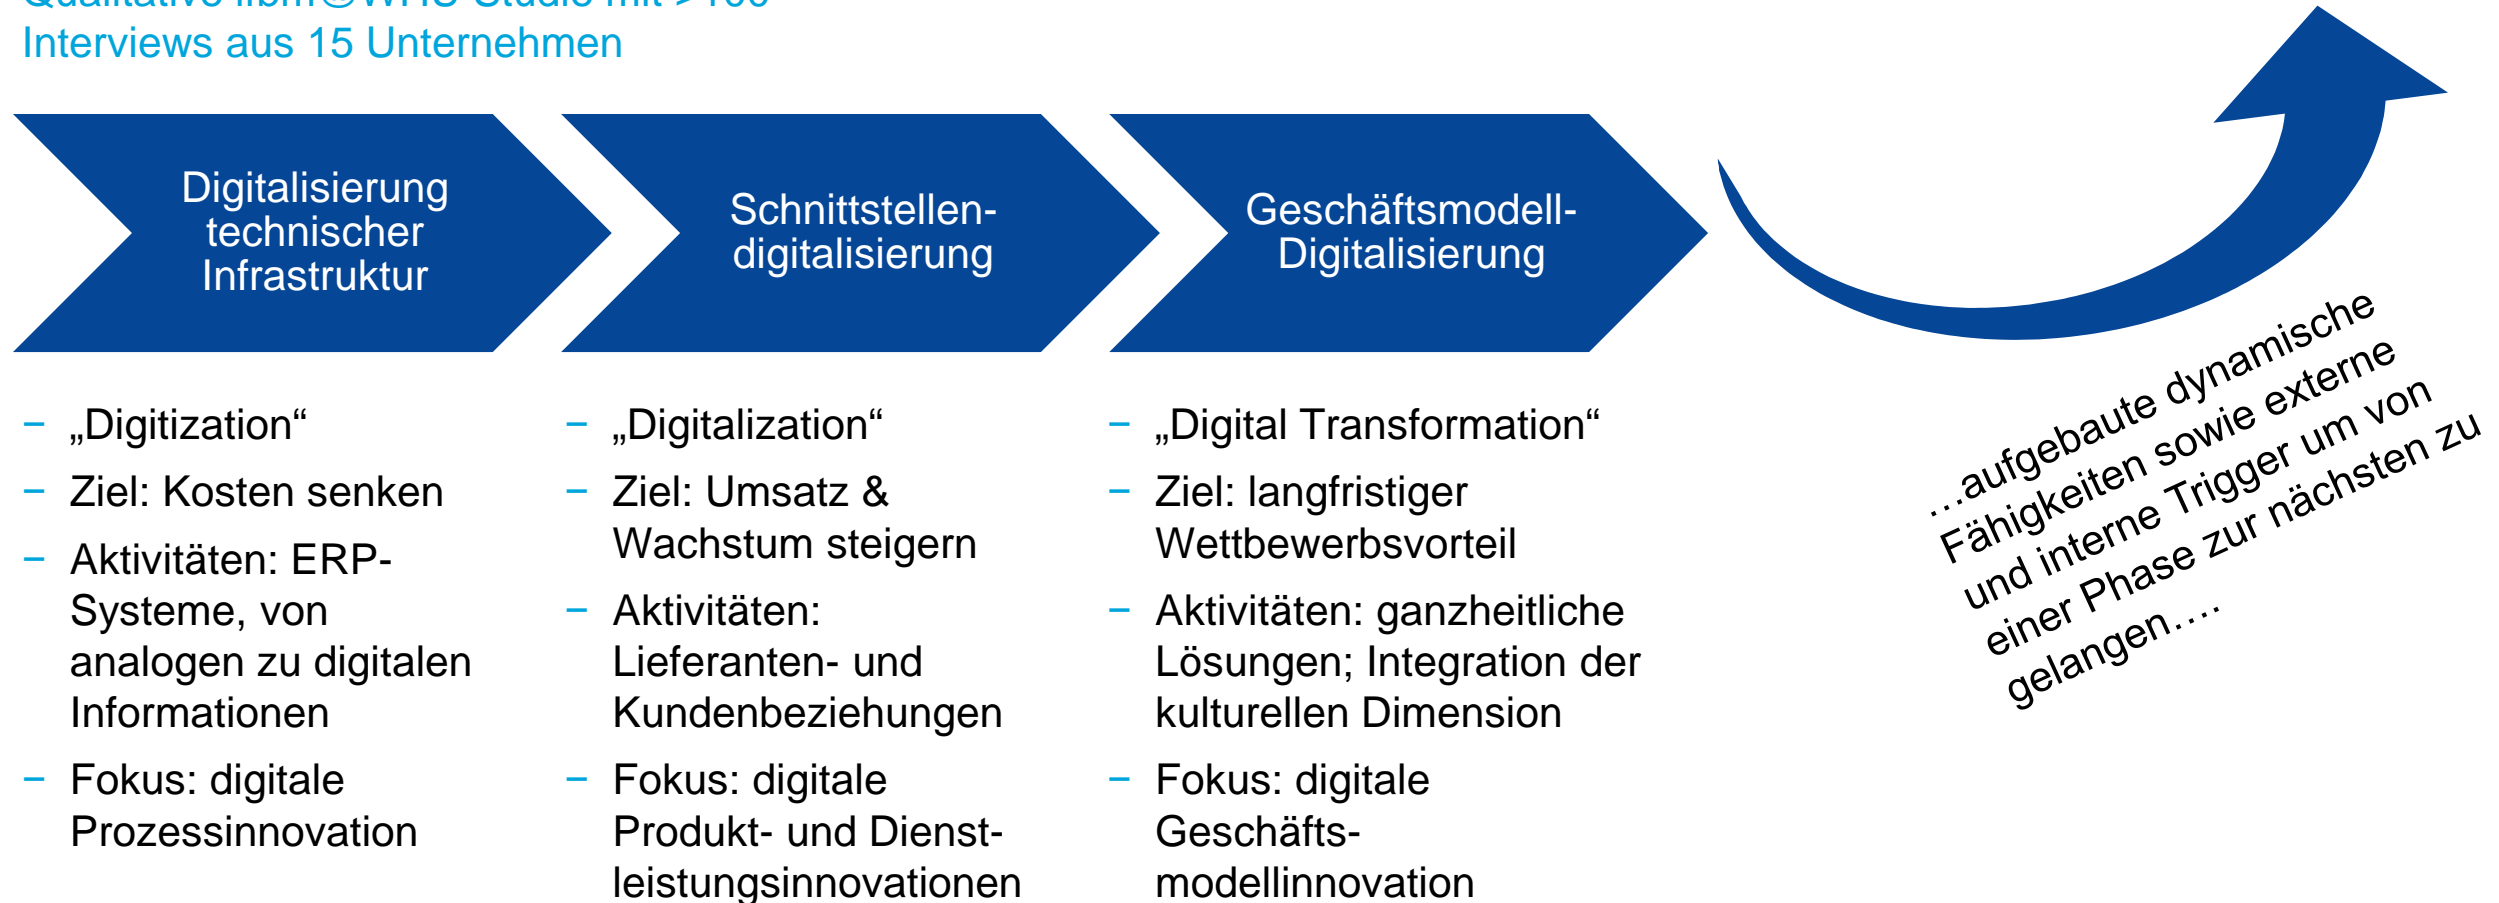 Interviews aus 15 Unternehmen
Digitalisierung
technischer
Infrastruktur
Schnittstellen-
digitalisierung
Geschäftsmodell-
Digitalisierung
− „Digitization“
− Ziel: Kosten senken
− Aktivitäten: ERP-
Systeme, von
analogen zu digitalen
Informationen
− Fokus: digitale
Prozessinnovation
− „Digitalization“
− Ziel: Umsatz &
Wachstum steigern
− Aktivitäten:
Lieferanten- und
Kundenbeziehungen
− Fokus: digitale
Produkt- und Dienst-
leistungsinnovationen
− „Digital Transformation“
− Ziel: langfristiger
Wettbewerbsvorteil
− Aktivitäten: ganzheitliche
Lösungen; Integration der
kulturellen Dimension
− Fokus: digitale
Geschäfts-
modellinnovation
…aufgebaute dynamische
Fähigkeiten sowie externe
und interne Trigger um von
einer Phase zur nächsten zu
gelangen….